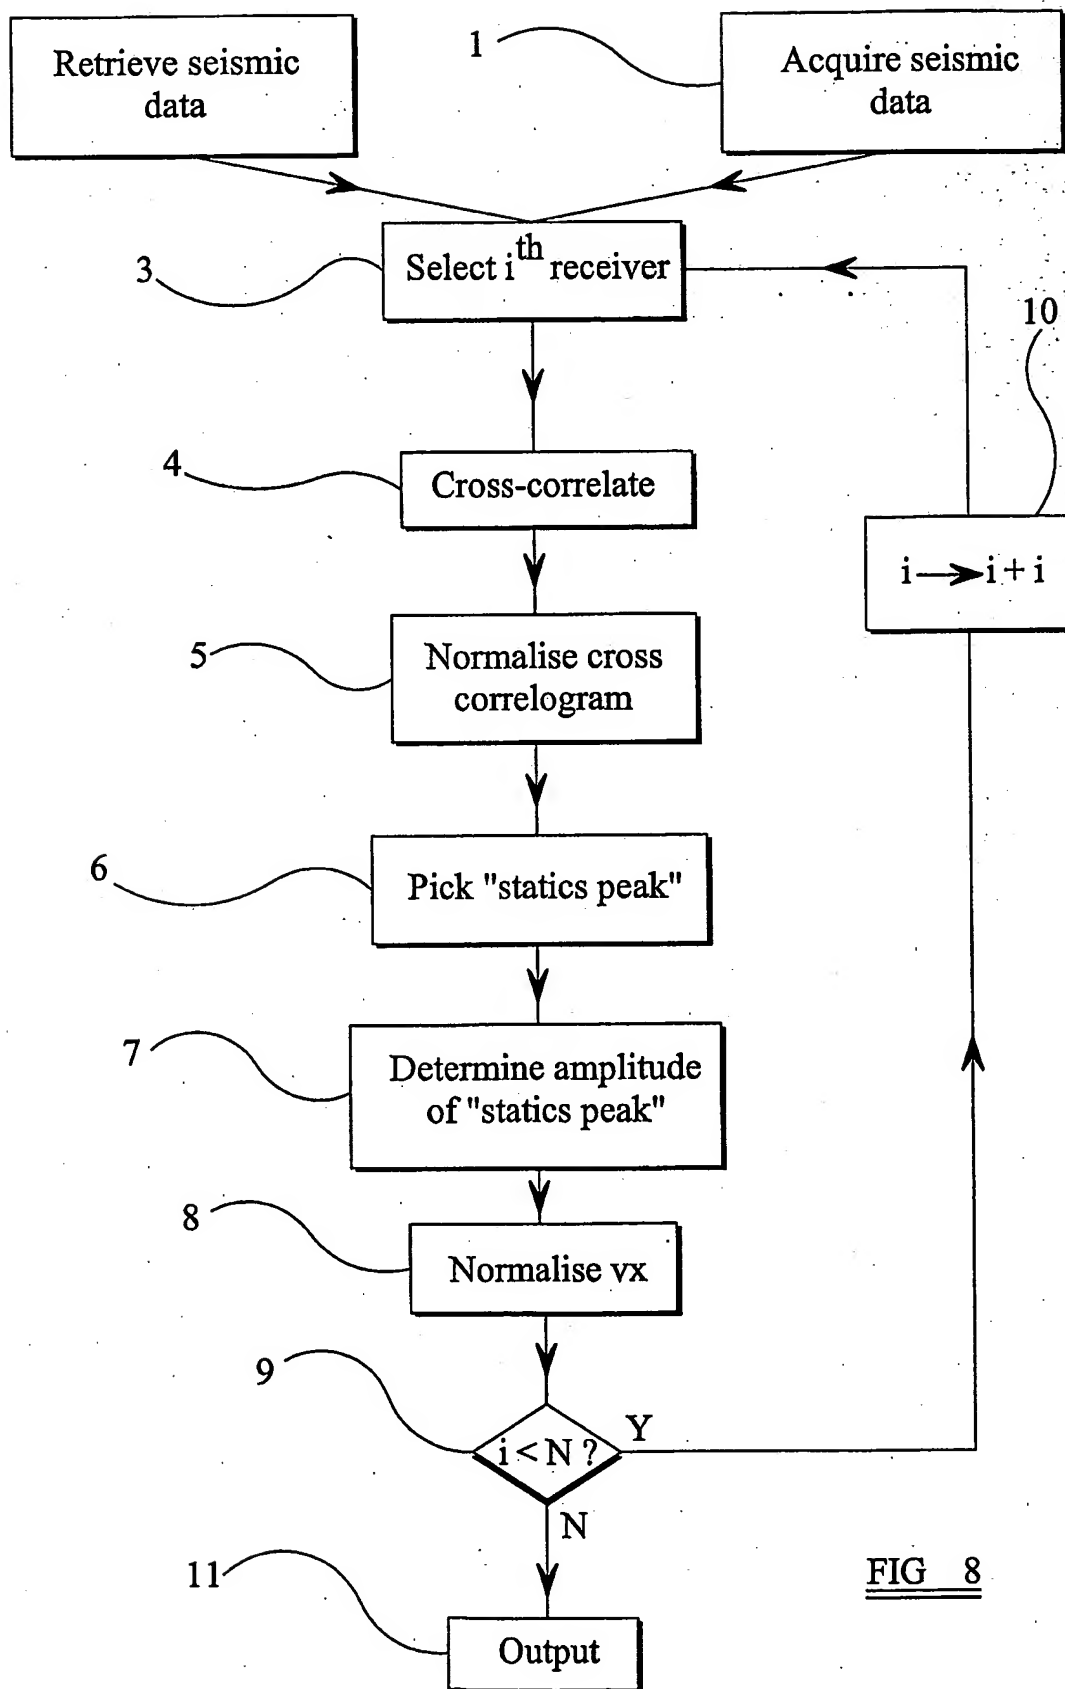 Retrieve seismic
data
1
Acquire seismic
data
3
Select i^th receiver
10
4
Cross-correlate
i → i + i
5
Normalise cross
correlogram
6
Pick "statics peak"
7
Determine amplitude
of "statics peak"
8
Normalise vx
9
i < N ?
Y
N
11
Output
FIG 8